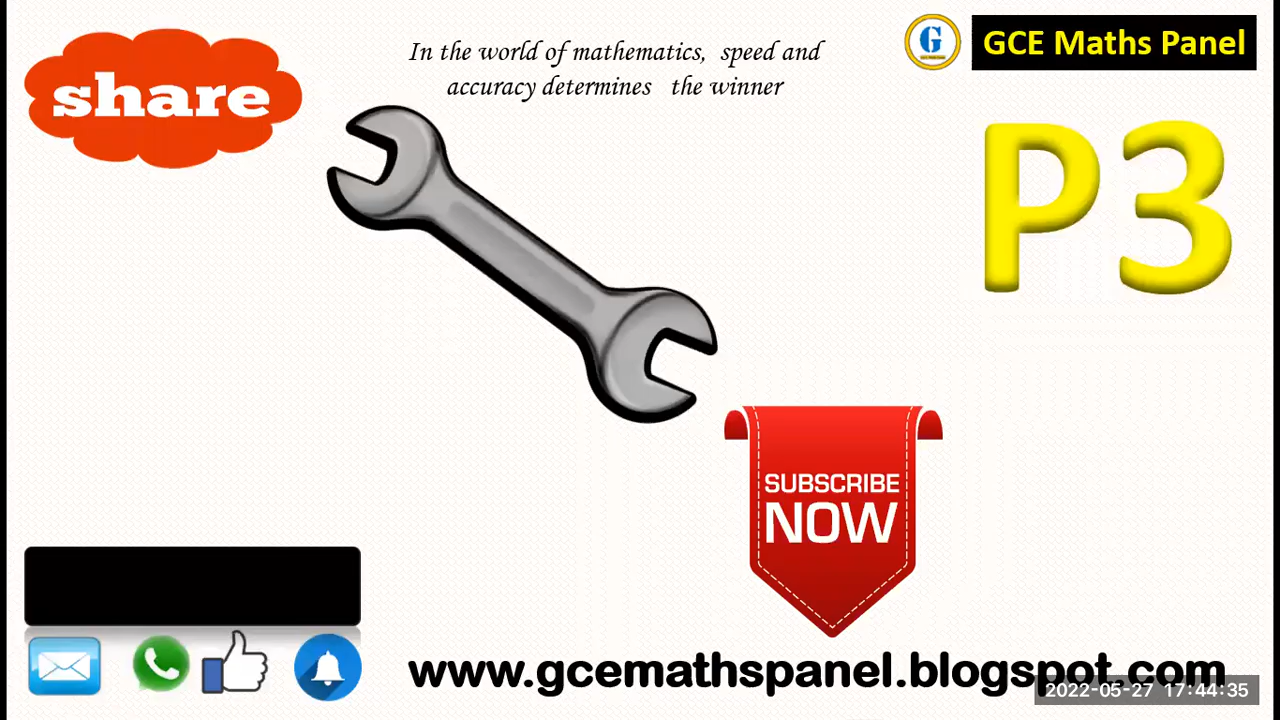 share
In the world of mathematics, speed and
accuracy determines the winner
G
GCE Maths Panel
P3
SUBSCRIBE
NOW
www.gcemathspanel.blogspot.com
2022-05-27 17:44:35